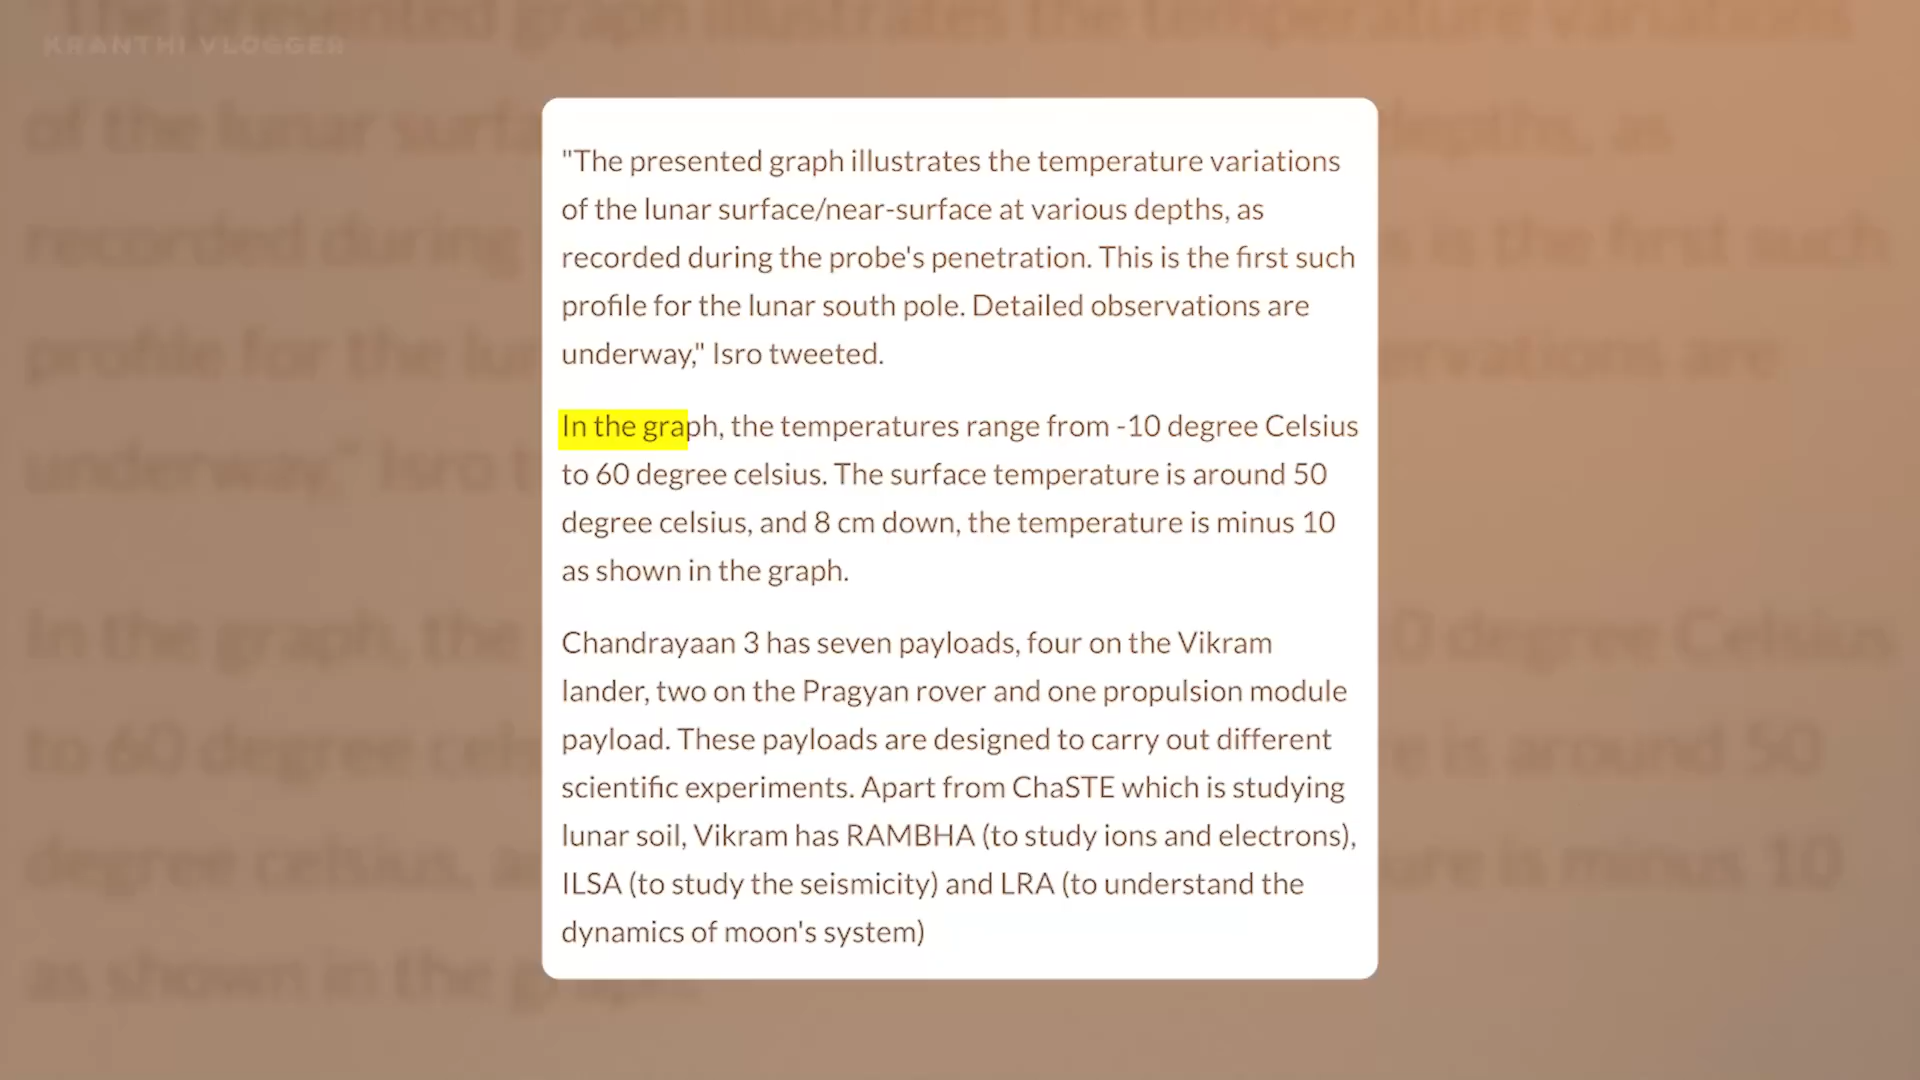 KRANTHI VLOGGER
"The presented graph illustrates the temperature variations
of the lunar surface/near-surface at various depths, as
recorded during the probe's penetration. This is the first such
profile for the lunar south pole. Detailed observations are
underway," Isro tweeted.
In the graph, the temperatures range from -10 degree Celsius
to 60 degree celsius. The surface temperature is around 50
degree celsius, and 8 cm down, the temperature is minus 10
as shown in the graph.
Chandrayaan 3 has seven payloads, four on the Vikram
lander, two on the Pragyan rover and one propulsion module
payload. These payloads are designed to carry out different
scientific experiments. Apart from ChaSTE which is studying
lunar soil, Vikram has RAMBHA (to study ions and electrons),
ILSA (to study the seismicity) and LRA (to understand the
dynamics of moon's system)